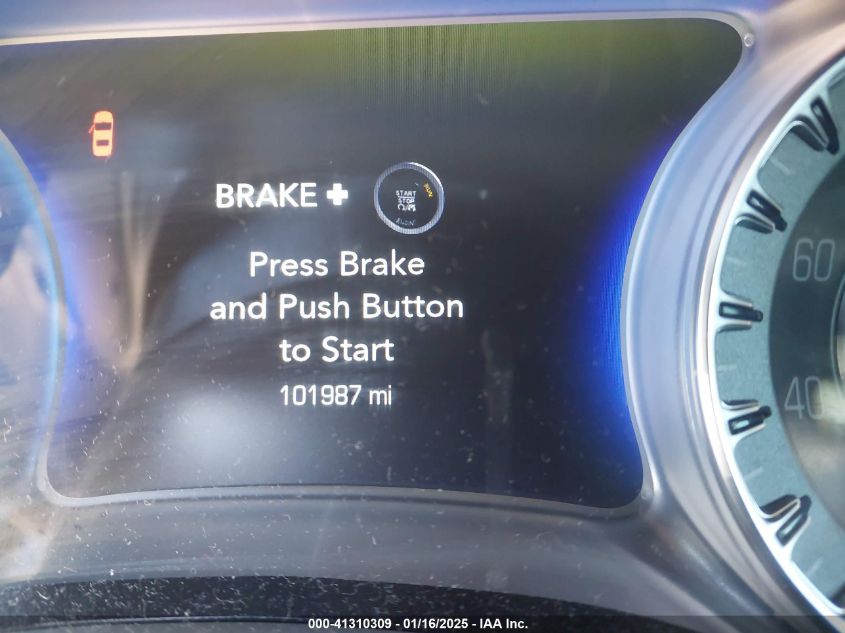 BRAKE +
START
STOP
RUN
Press Brake
and Push Button
to Start
101987 mi
60
40
000-41310309 - 01/16/2025 - IAA Inc.